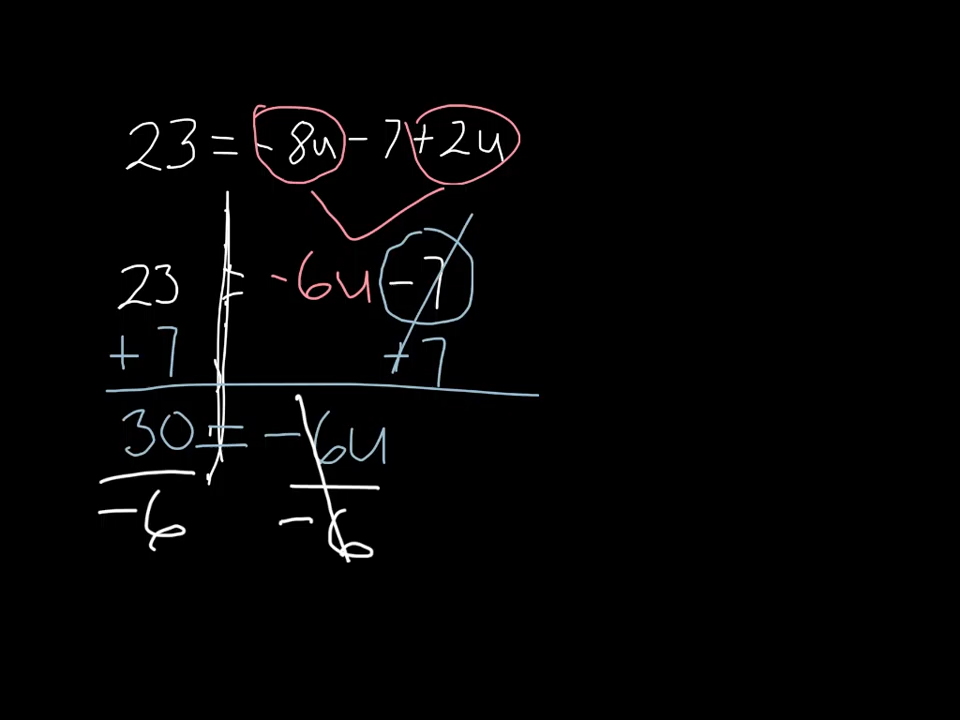 23 = -8u - 7 + 2u
23 = -6u - 7
+ 7 + 7
30 = -6u
-6 -6